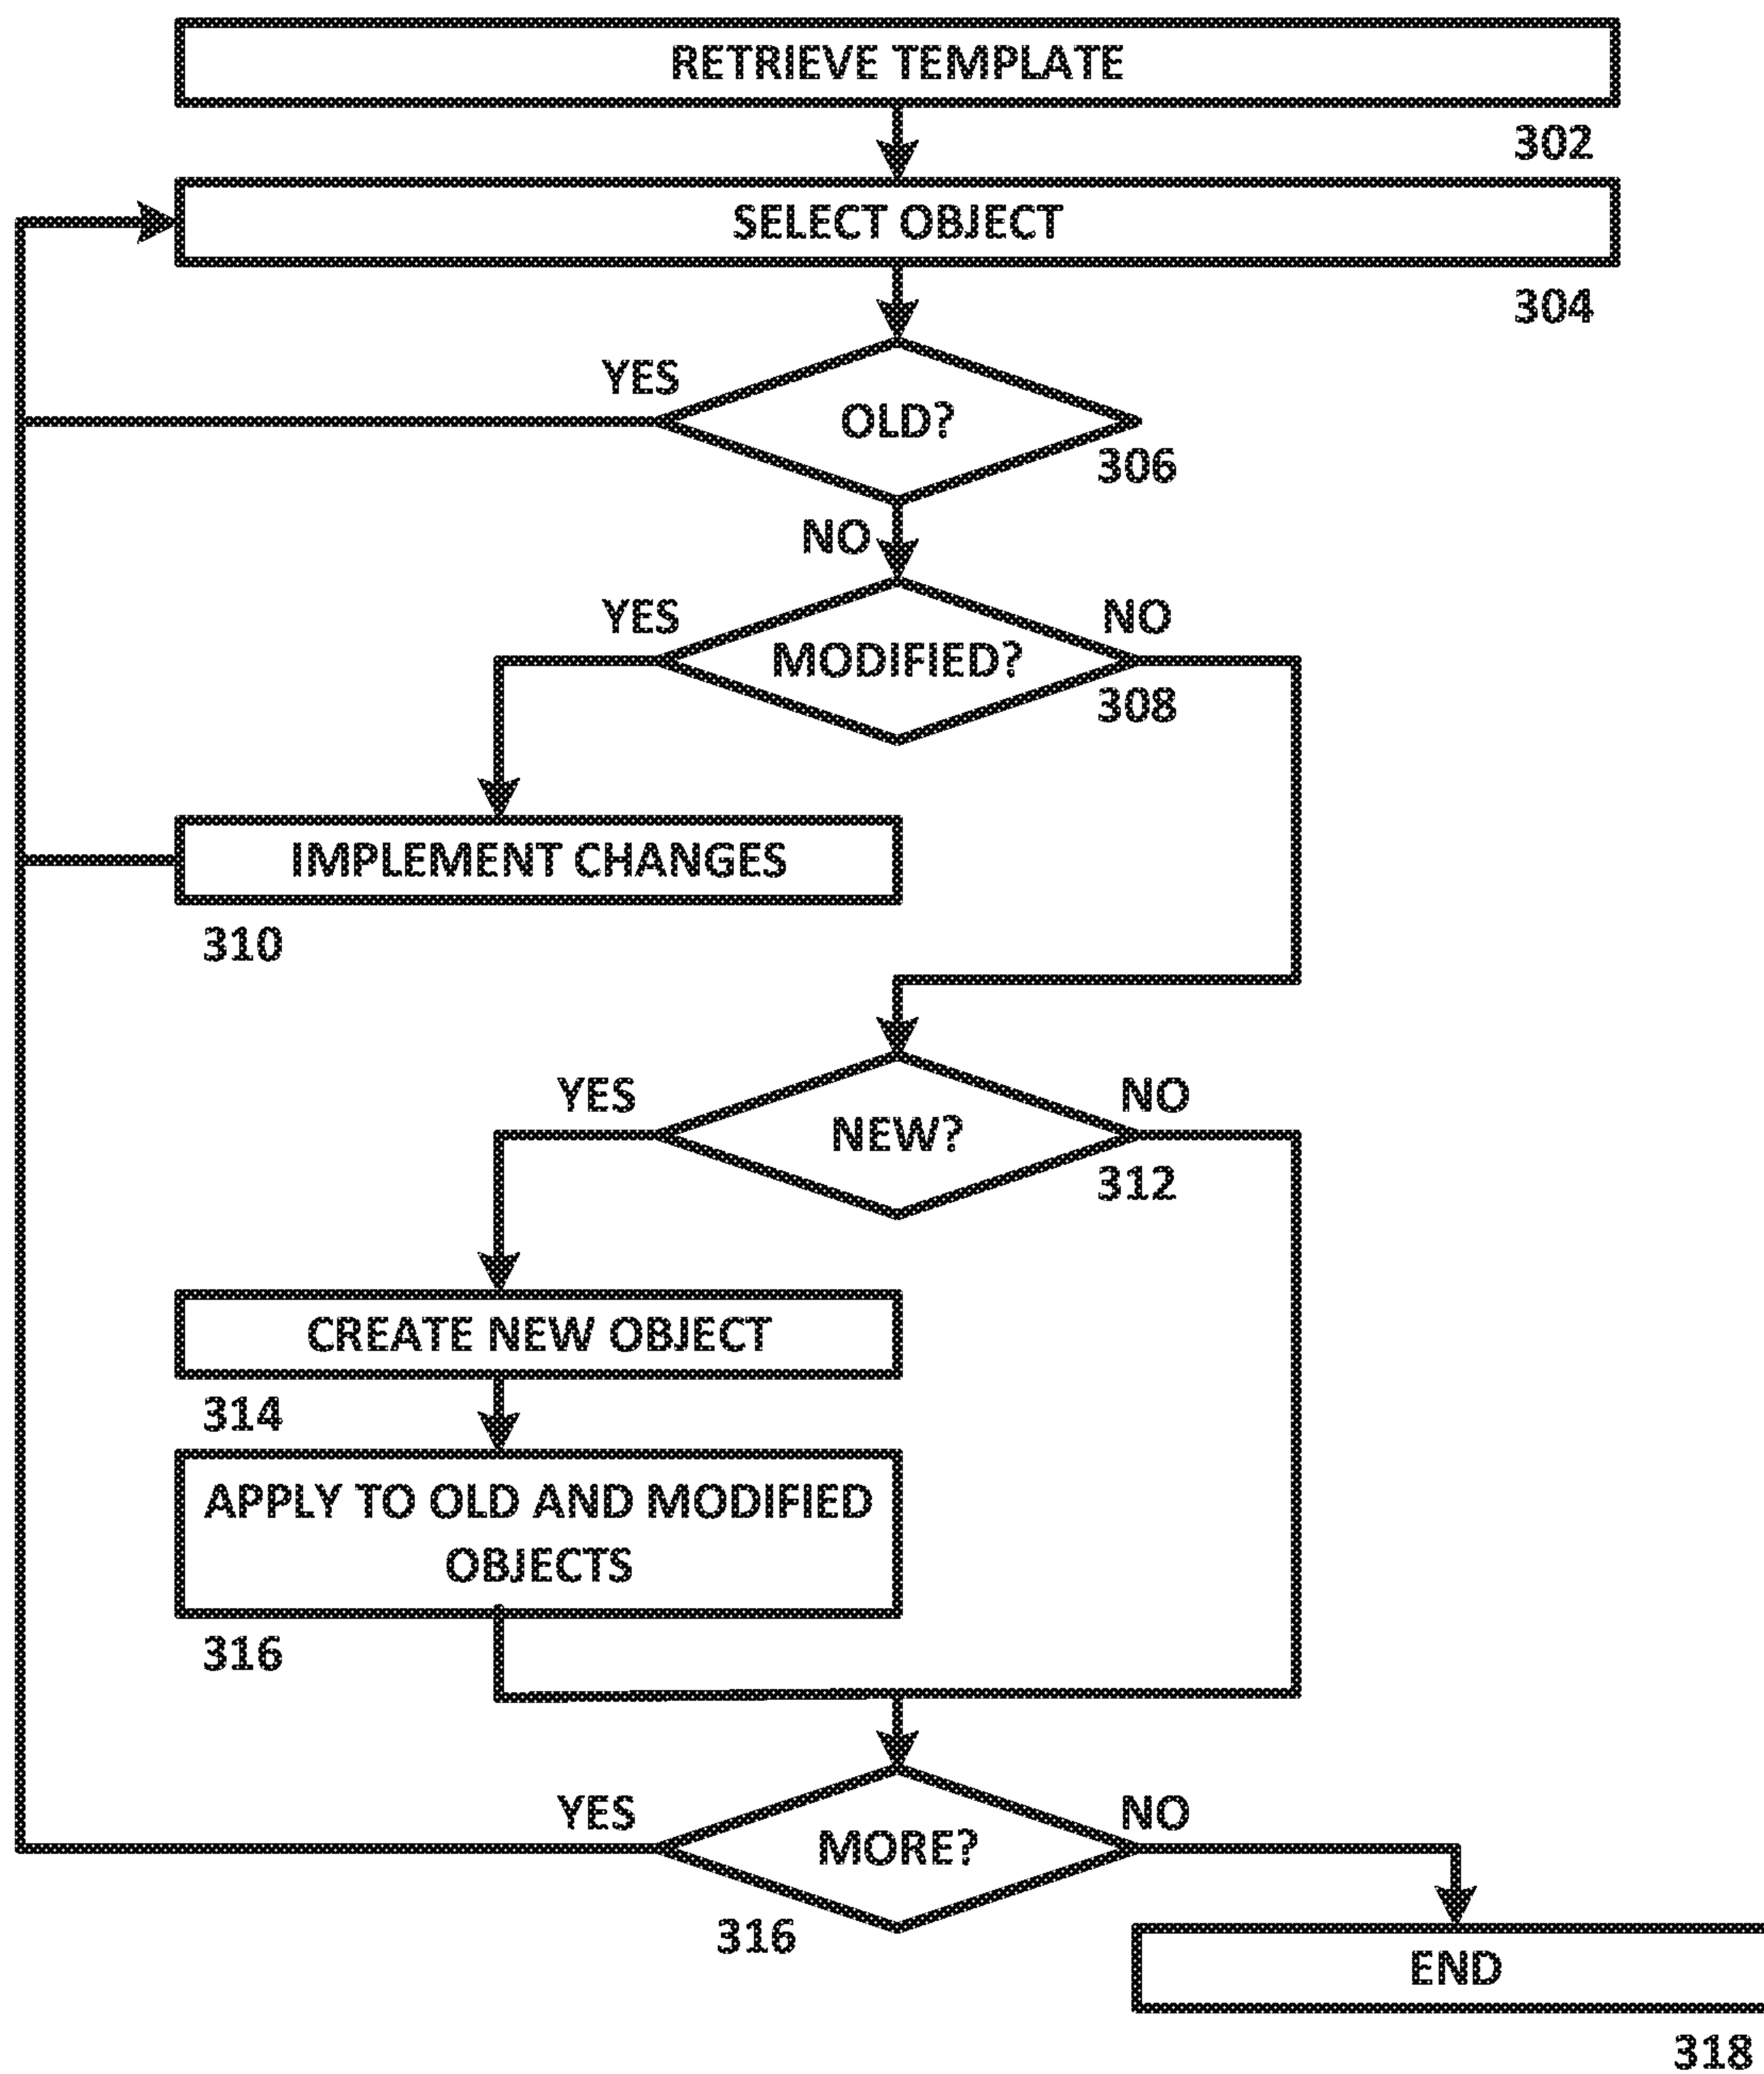 RETRIEVE TEMPLATE
302
SELECT OBJECT
304
YES
OLD?
306
NO
YES
NO
MODIFIED?
308
IMPLEMENT CHANGES
310
YES
NO
NEW?
312
CREATE NEW OBJECT
314
APPLY TO OLD AND MODIFIED
OBJECTS
316
YES
NO
MORE?
316
END
318